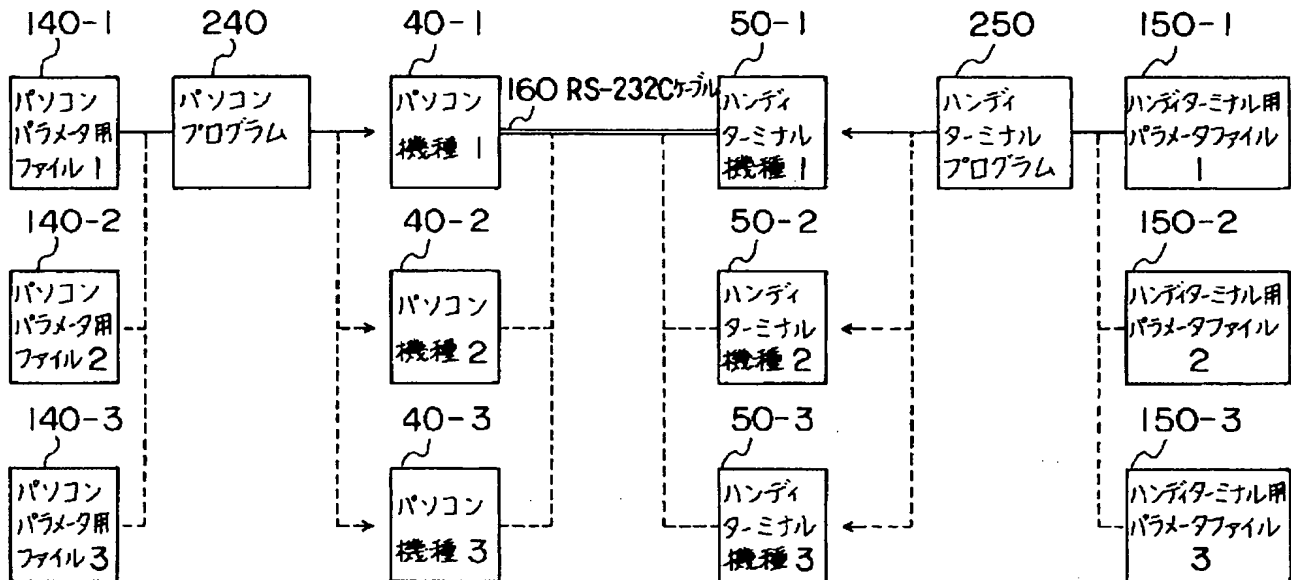 140-1
240
40-1
50-1
250
150-1
パソコン
パラメータ用
ファイル1
パソコン
プログラム
パソコン
機種1
160 RS-232Cケーブル
ハンディ
ターミナル
機種1
ハンディ
ターミナル
プログラム
ハンディターミナル用
パラメータファイル
1
140-2
40-2
50-2
150-2
パソコン
パラメータ用
ファイル2
パソコン
機種2
ハンディ
ターミナル
機種2
ハンディターミナル用
パラメータファイル
2
140-3
40-3
50-3
150-3
パソコン
パラメータ用
ファイル3
パソコン
機種3
ハンディ
ターミナル
機種3
ハンディターミナル用
パラメータファイル
3